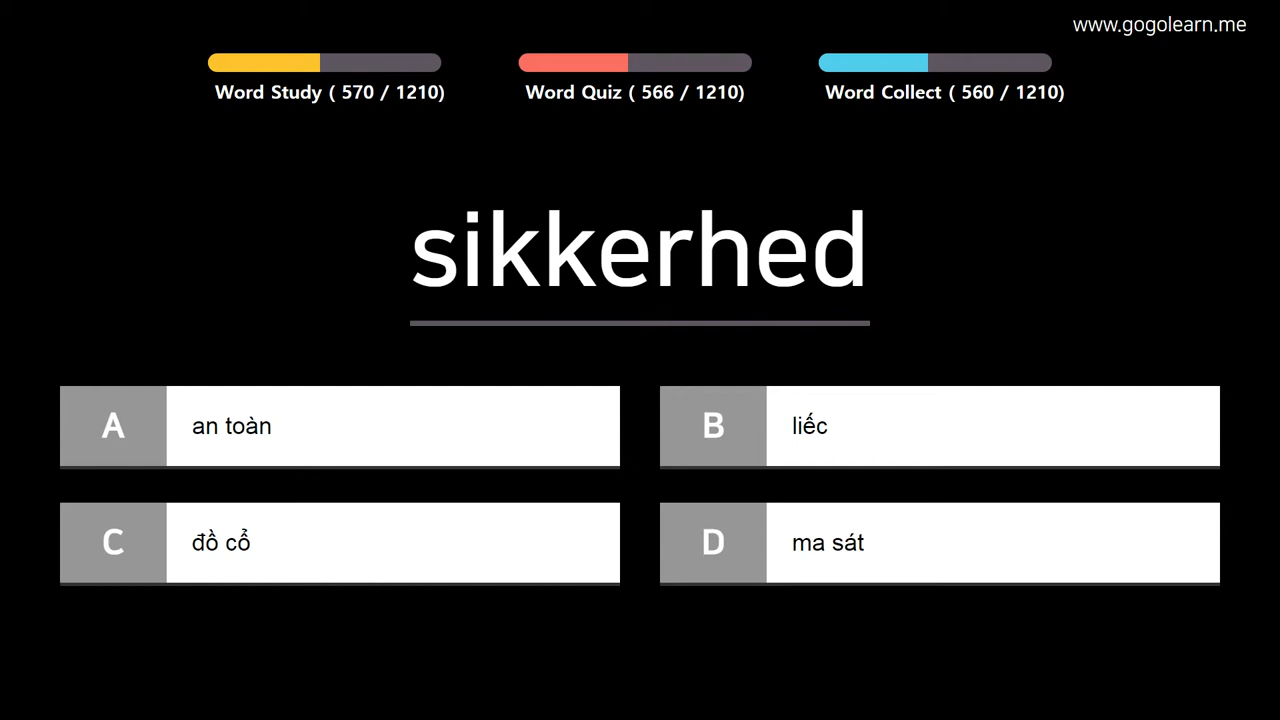 www.gogolearn.me
Word Study ( 570 / 1210)
Word Quiz ( 566 / 1210)
Word Collect ( 560 / 1210)
sikkerhed
A an toàn
B liếc
C đồ cổ
D ma sát